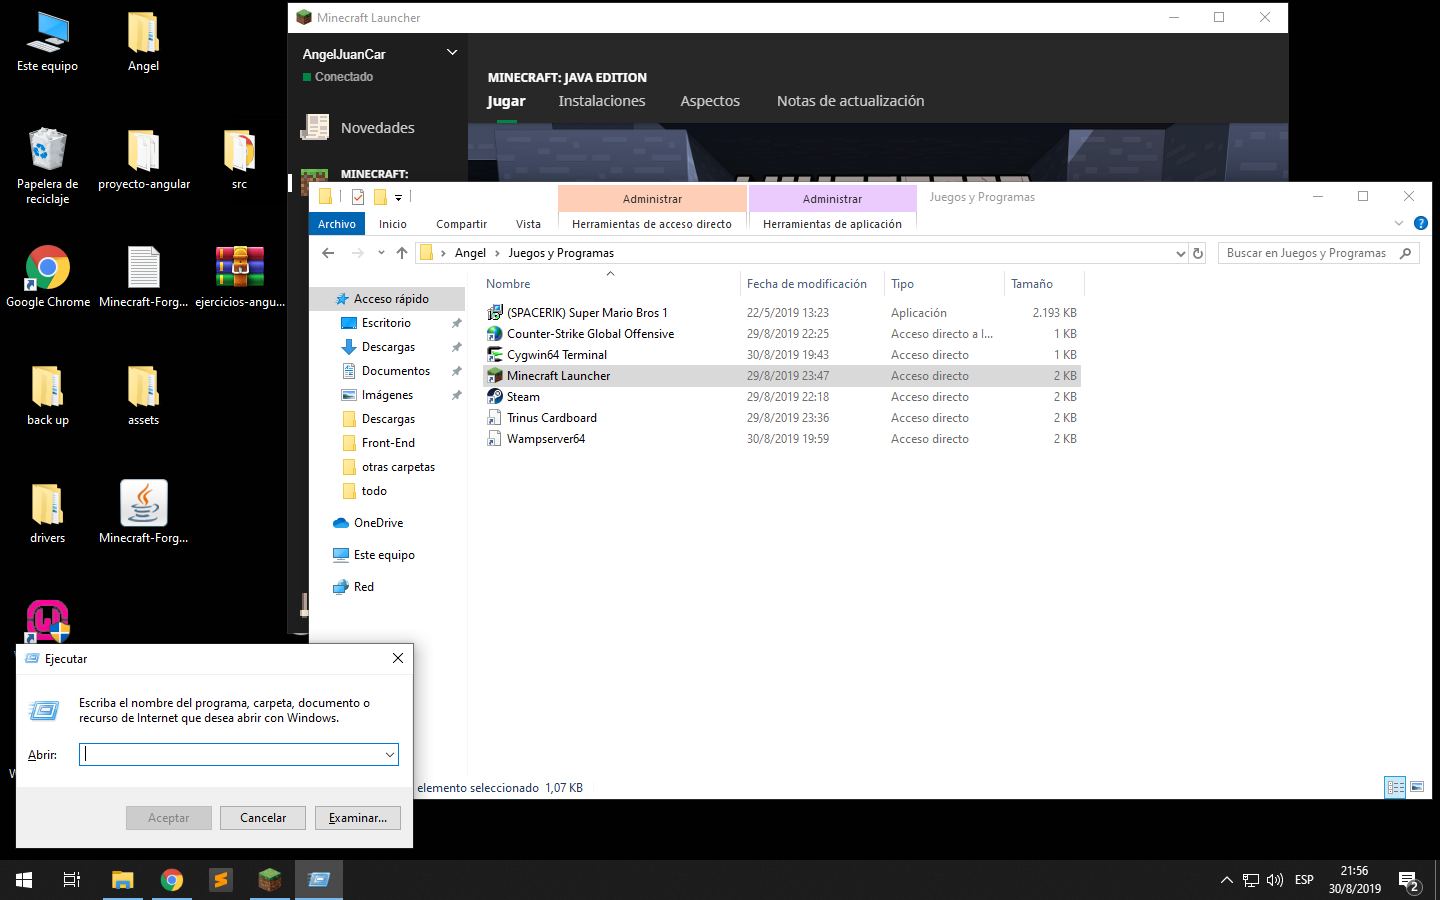 Este equipo
Angel
Papelera de
reciclaje
proyecto-angular
src
Google Chrome
Minecraft-Forg...
ejercicios-angu...
back up
assets
drivers
Minecraft-Forg...
Minecraft Launcher
AngelJuanCar
Conectado
Novedades
MINECRAFT:
MINECRAFT: JAVA EDITION
Jugar
Instalaciones
Aspectos
Notas de actualización
Administrar
Administrar
Juegos y Programas
Archivo
Inicio
Compartir
Vista
Herramientas de acceso directo
Herramientas de aplicación
Angel > Juegos y Programas
Buscar en Juegos y Programas
Acceso rápido
Escritorio
Descargas
Documentos
Imágenes
Descargas
Front-End
otras carpetas
todo
OneDrive
Este equipo
Red
Nombre Fecha de modificación Tipo Tamaño
(SPACERIK) Super Mario Bros 1 22/5/2019 13:23 Aplicación 2.193 KB
Counter-Strike Global Offensive 29/8/2019 22:25 Acceso directo a I... 1 KB
Cygwin64 Terminal 30/8/2019 19:43 Acceso directo 1 KB
Minecraft Launcher 29/8/2019 23:47 Acceso directo 2 KB
Steam 29/8/2019 22:18 Acceso directo 2 KB
Trinus Cardboard 29/8/2019 23:36 Acceso directo 2 KB
Wampserver64 30/8/2019 19:59 Acceso directo 2 KB
elemento seleccionado 1,07 KB
Ejecutar
Escriba el nombre del programa, carpeta, documento o
recurso de Internet que desea abrir con Windows.
Abrir:
Aceptar
Cancelar
Examinar...
ESP
21:56
30/8/2019
2